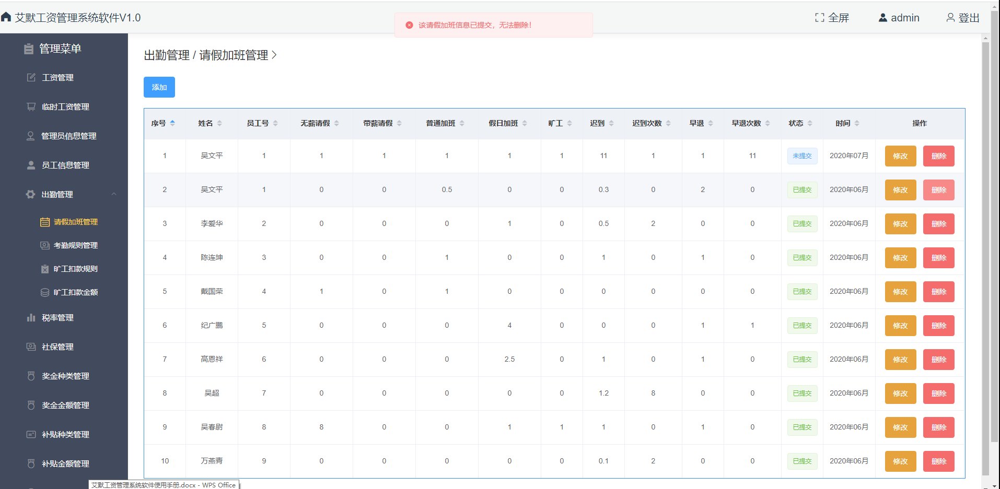 艾默工资管理系统软件V1.0
该请假加班信息已提交，无法删除！
全屏 admin 登出
管理菜单
工资管理
临时工资管理
管理员信息管理
员工信息管理
出勤管理
请假加班管理
考勤规则管理
旷工扣款规则
旷工扣款金额
税率管理
社保管理
奖金种类管理
奖金金额管理
补贴种类管理
补贴金额管理
出勤管理 / 请假加班管理
添加
序号 姓名 员工号 无薪请假 带薪请假 普通加班 假日加班 旷工 迟到 迟到次数 早退 早退次数 状态 时间 操作
1 吴文平 1 1 1 1 1 1 11 1 1 11 未提交 2020年07月 修改 删除
2 吴文平 1 0 0 0.5 0 0 0.3 0 2 0 已提交 2020年06月 修改 删除
3 李爱华 2 0 0 0 1 0 0.5 2 0 0 已提交 2020年06月 修改 删除
4 陈连坤 3 0 0 1 0 0 1 0 1 0 已提交 2020年06月 修改 删除
5 戴国荣 4 1 0 1 0 0 0 0 0 0 已提交 2020年06月 修改 删除
6 纪广鹏 5 0 0 0 4 0 0 0 1 1 已提交 2020年06月 修改 删除
7 高恩祥 6 0 0 0 2.5 0 1 0 1 0 已提交 2020年06月 修改 删除
8 吴超 7 0 0 0 0 0 1.2 8 0 0 已提交 2020年06月 修改 删除
9 吴春尉 8 8 0 0 1 1 1 0 1 0 已提交 2020年06月 修改 删除
10 万燕青 9 0 0 0 0 0 0.1 2 0 0 已提交 2020年06月 修改 删除
艾默工资管理系统软件使用手册.docx - WPS Office